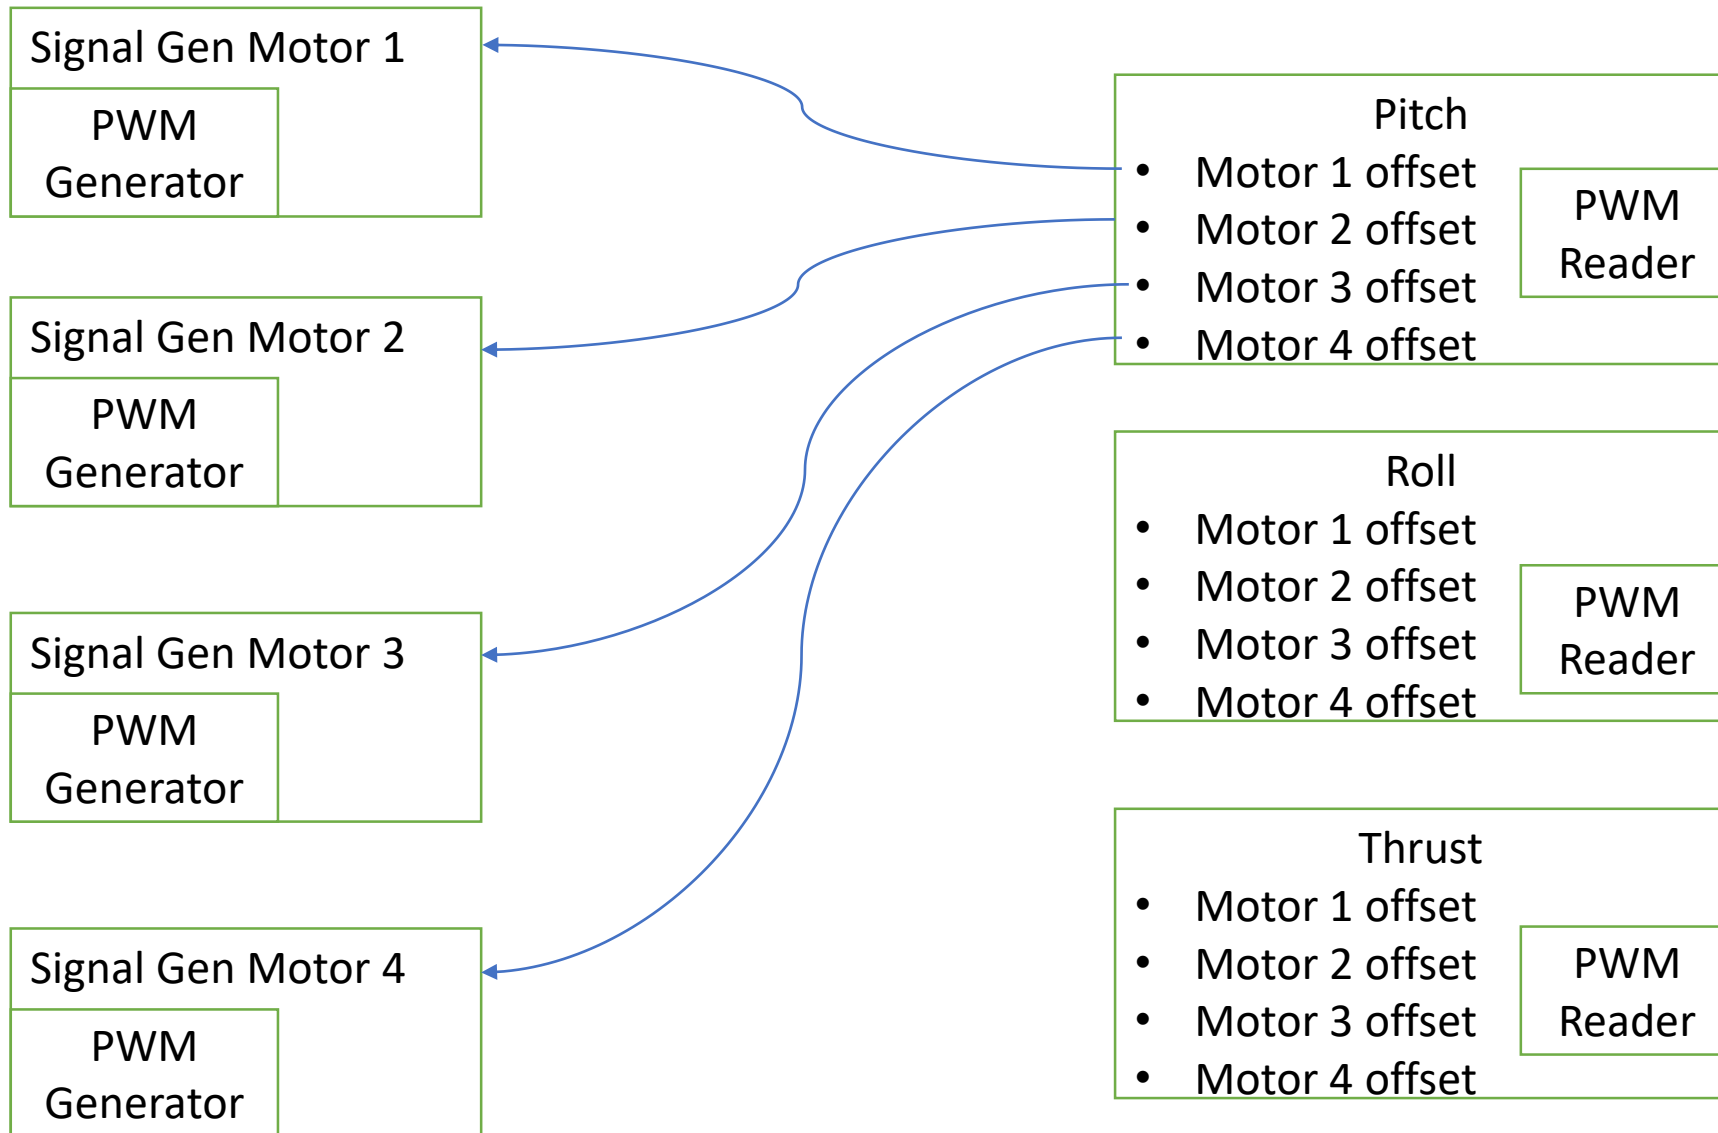 Signal Gen Motor 1
PWM
Generator
Signal Gen Motor 2
PWM
Generator
Signal Gen Motor 3
PWM
Generator
Signal Gen Motor 4
PWM
Generator
Pitch
• Motor 1 offset
• Motor 2 offset
• Motor 3 offset
• Motor 4 offset
PWM
Reader
Roll
• Motor 1 offset
• Motor 2 offset
• Motor 3 offset
• Motor 4 offset
PWM
Reader
Thrust
• Motor 1 offset
• Motor 2 offset
• Motor 3 offset
• Motor 4 offset
PWM
Reader